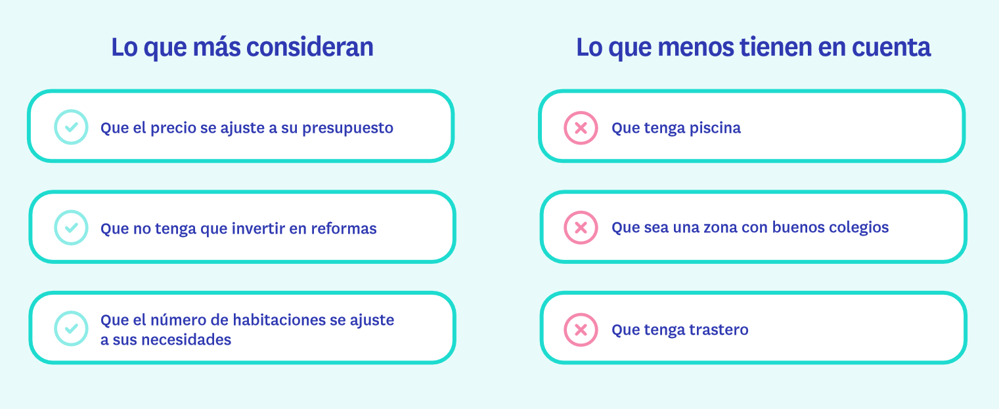 Lo que más consideran
Que el precio se ajuste a su presupuesto
Que no tenga que invertir en reformas
Que el número de habitaciones se ajuste
a sus necesidades
Lo que menos tienen en cuenta
Que tenga piscina
Que sea una zona con buenos colegios
Que tenga trastero